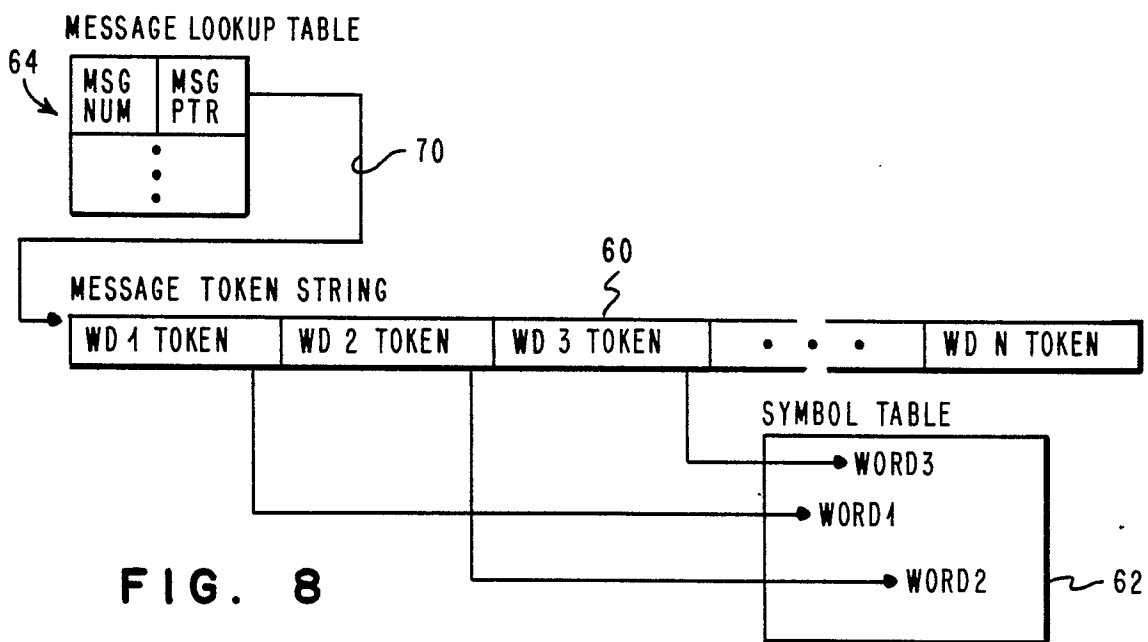 MESSAGE LOOKUP TABLE
64
MSG NUM
MSG PTR
70
60
MESSAGE TOKEN STRING
WD 1 TOKEN
WD 2 TOKEN
WD 3 TOKEN
• • •
WD N TOKEN
SYMBOL TABLE
WORD3
WORD1
WORD2
62
FIG. 8